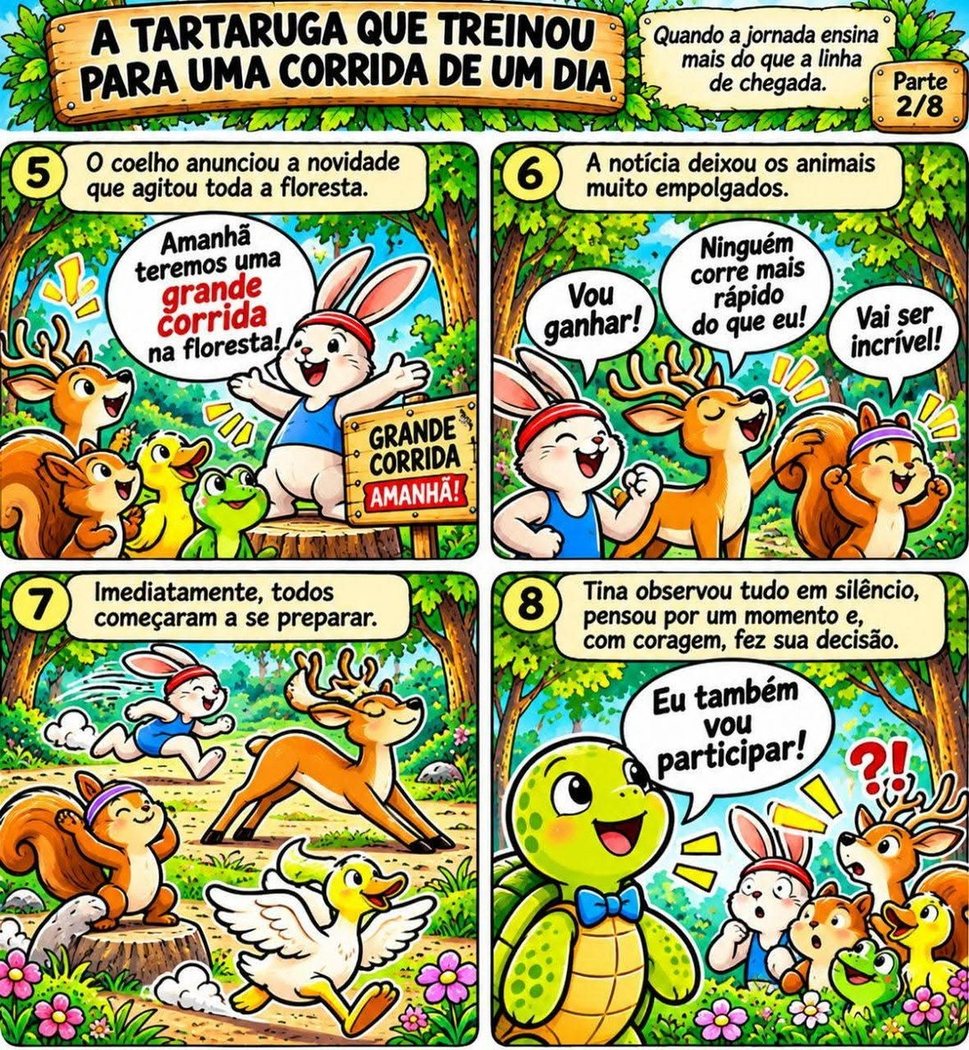 A TARTARUGA QUE TREINOU
PARA UMA CORRIDA DE UM DIA
Quando a jornada ensina
mais do que a linha
de chegada.
Parte
2/8
5
O coelho anunciou a novidade
que agitou toda a floresta.
Amanhã
teremos uma
grande
corrida
na floresta!
GRANDE
CORRIDA
AMANHÃ!
6
A notícia deixou os animais
muito empolgados.
Vou
ganhar!
Ninguém
corre mais
rápido
do que eu!
Vai ser
incrível!
7
Imediatamente, todos
começaram a se preparar.
8
Tina observou tudo em silêncio,
pensou por um momento e,
com coragem, fez sua decisão.
Eu também
vou
participar!
?!